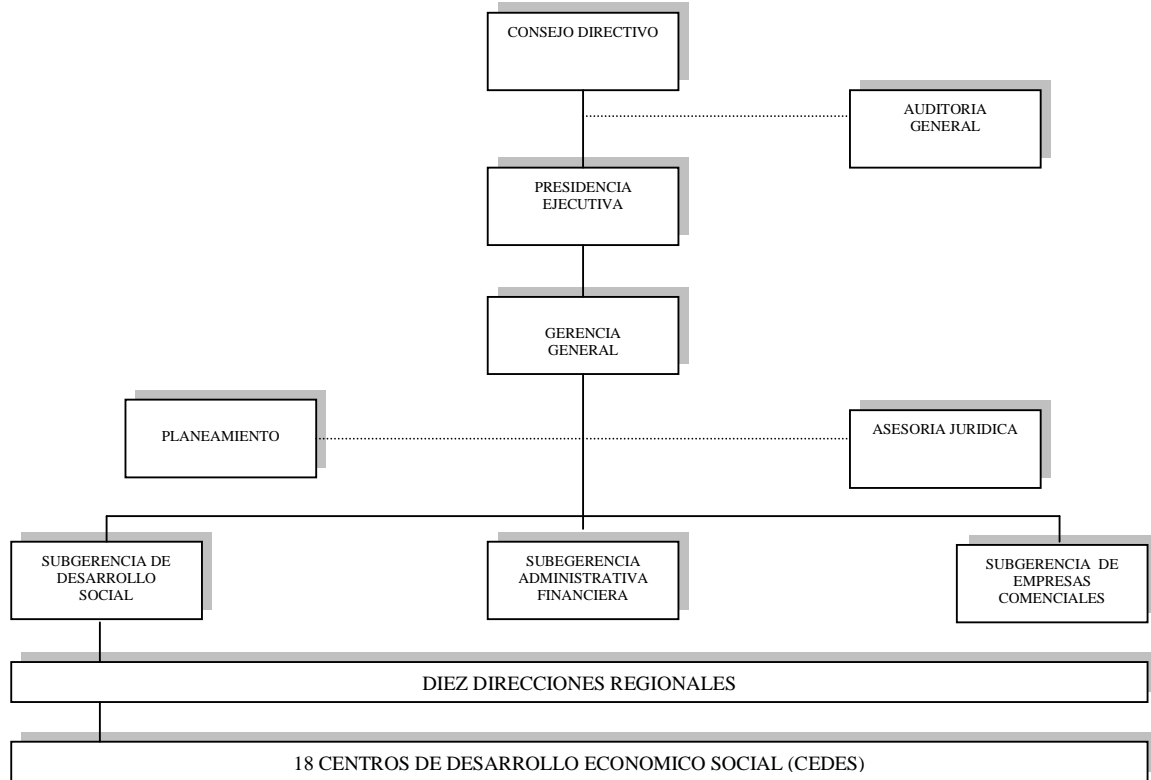 CONSEJO DIRECTIVO
AUDITORIA
GENERAL
PRESIDENCIA
EJECUTIVA
GERENCIA
GENERAL
PLANEAMIENTO
ASESORIA JURIDICA
SUBGERENCIA DE
DESARROLLO
SOCIAL
SUBEGERENCIA
ADMINISTRATIVA
FINANCIERA
SUBGERENCIA DE
EMPRESAS
COMENCIALES
DIEZ DIRECCIONES REGIONALES
18 CENTROS DE DESARROLLO ECONOMICO SOCIAL (CEDES)